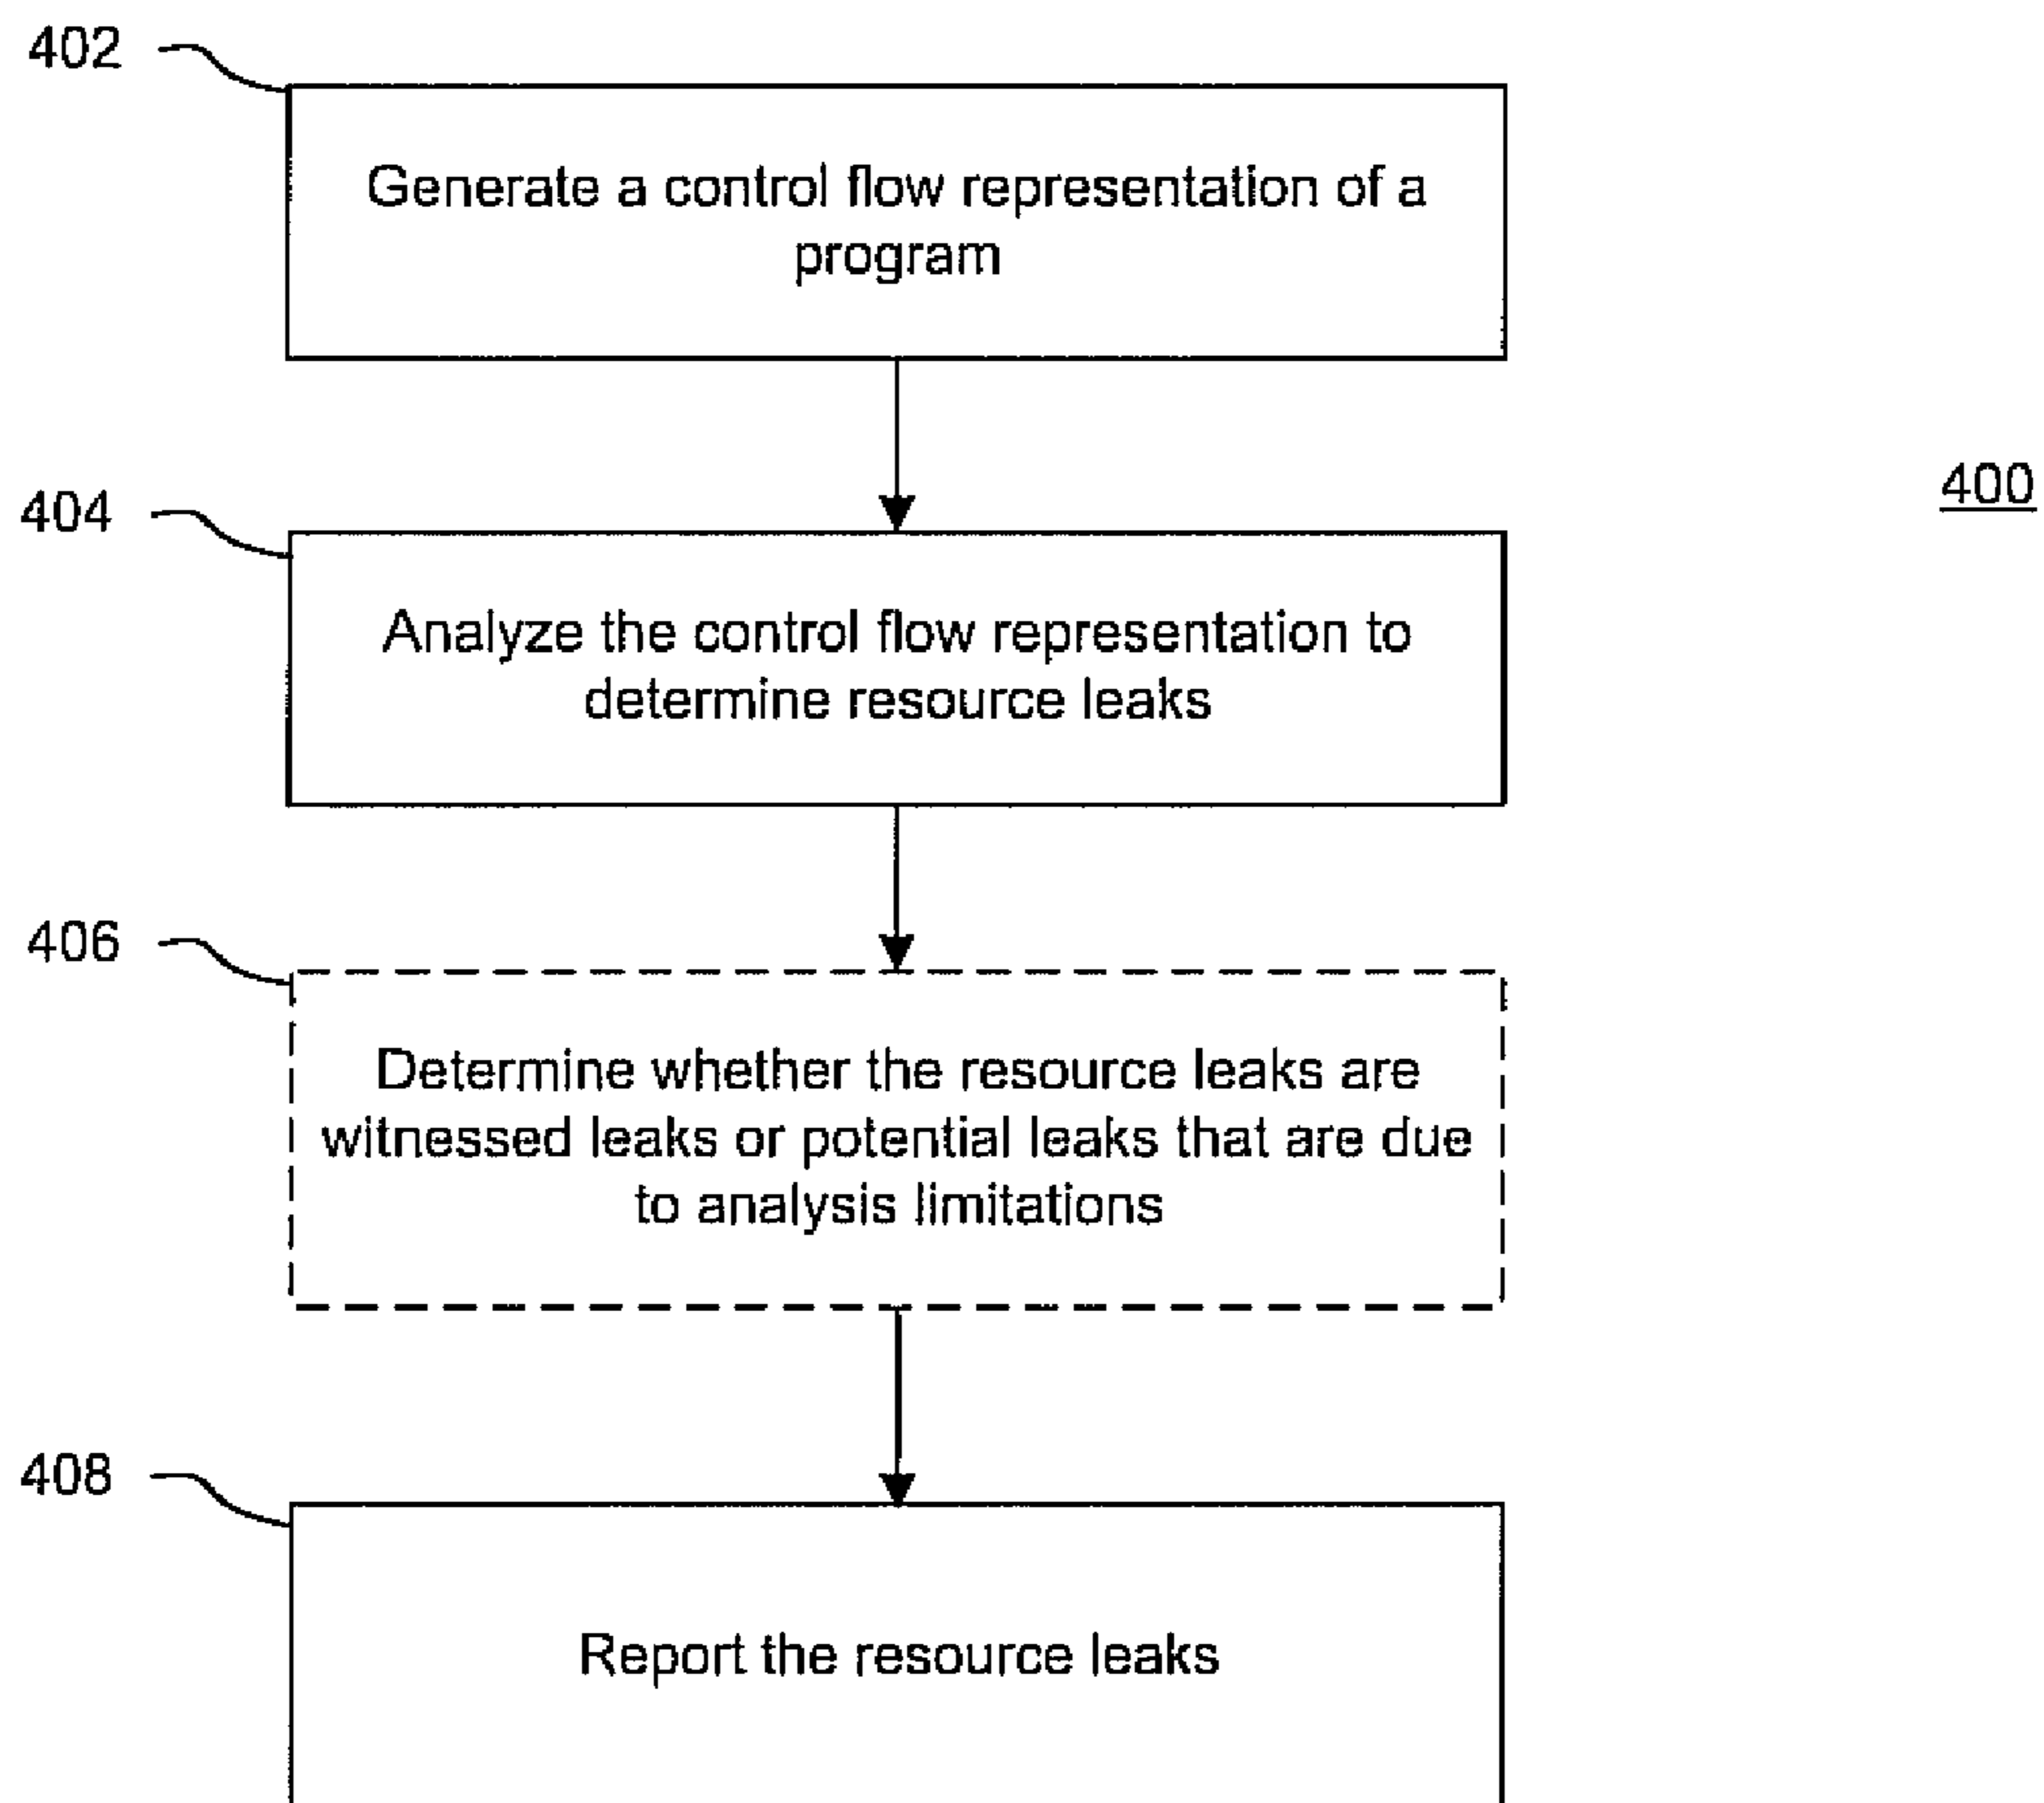 402
Generate a control flow representation of a
program
404
400
Analyze the control flow representation to
determine resource leaks
406
Determine whether the resource leaks are
witnessed leaks or potential leaks that are due
to analysis limitations
408
Report the resource leaks